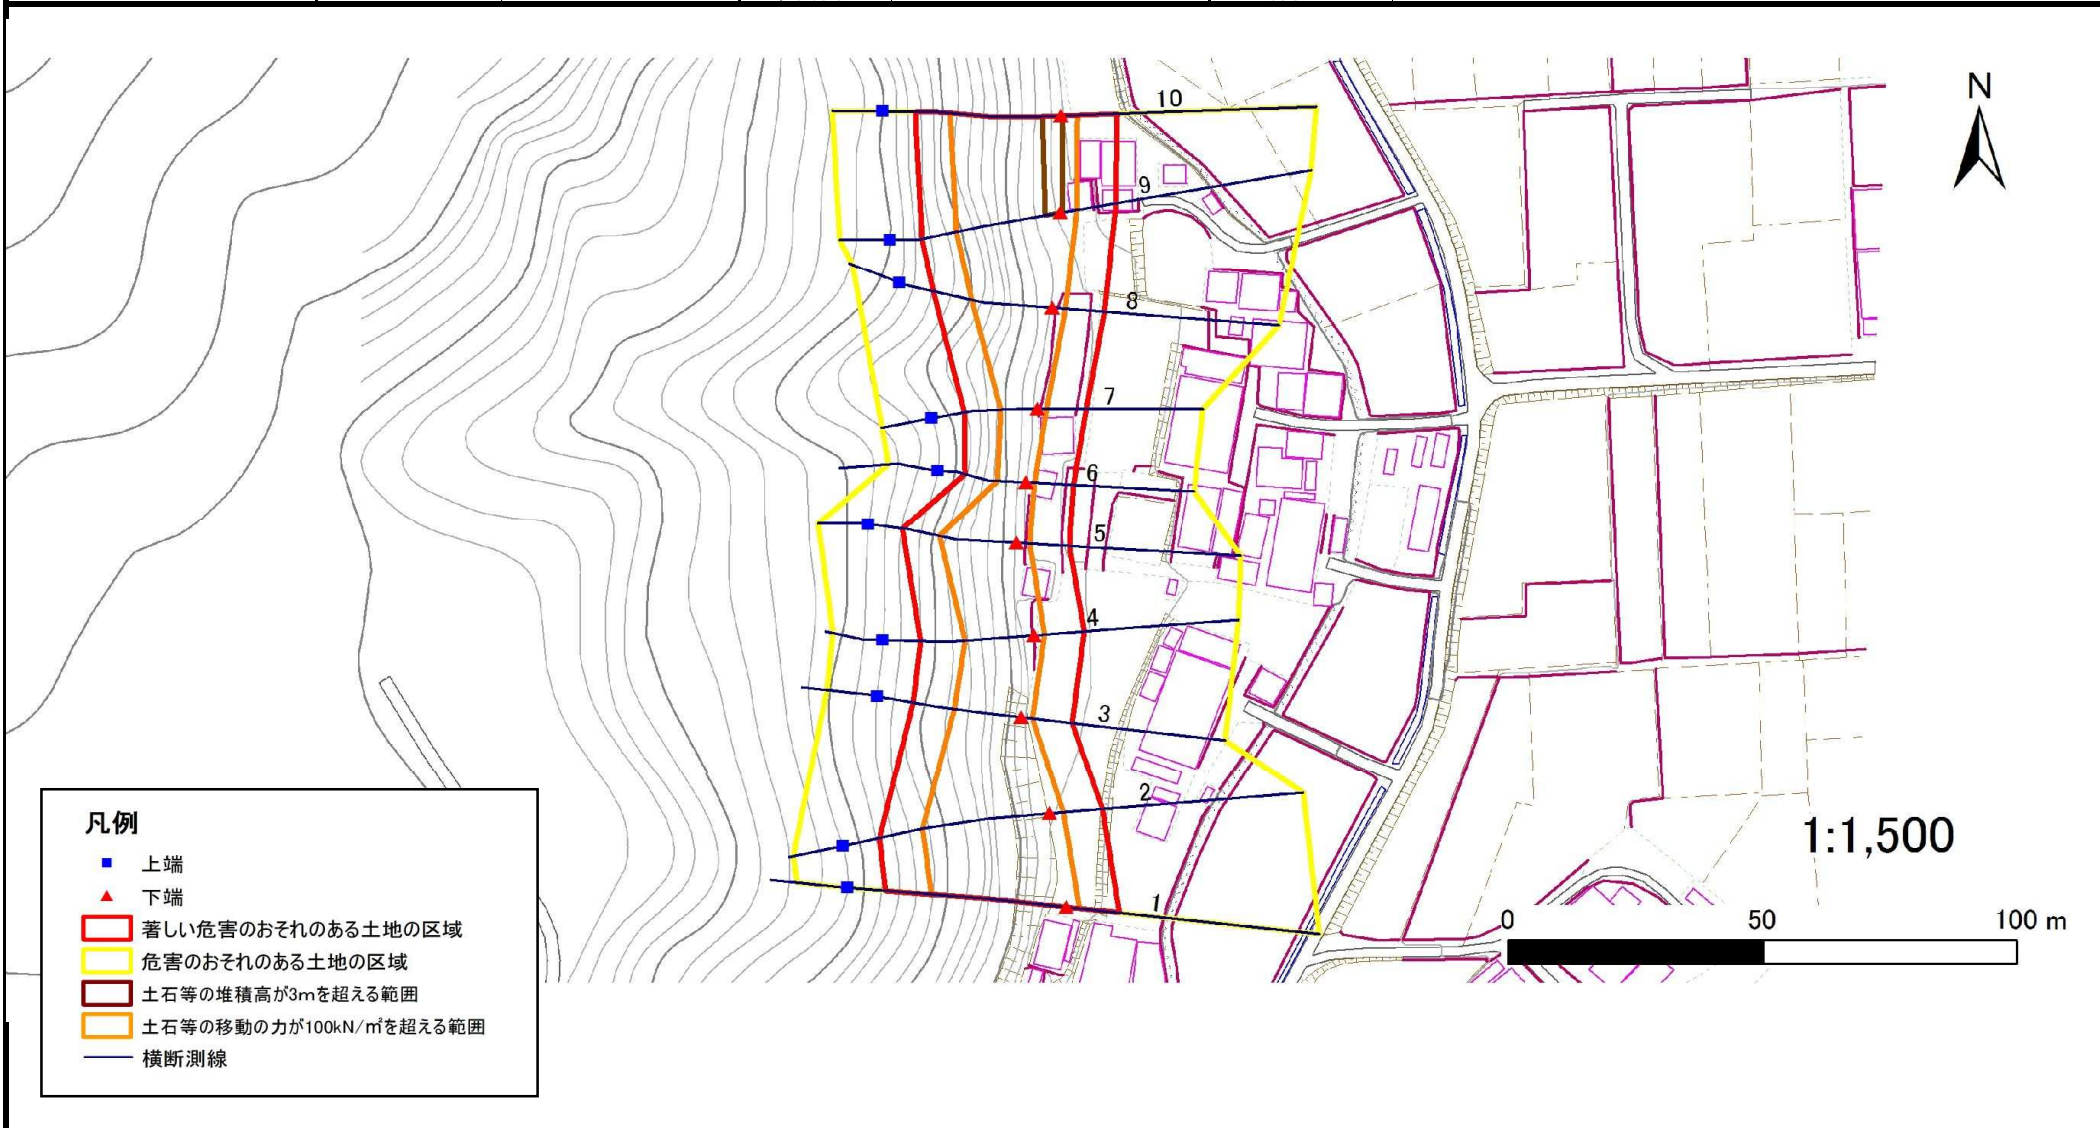 N
10
9
8
7
6
5
4
3
2
1
1:1,500
0 50 100 m
凡例
上端
下端
著しい危害のおそれのある土地の区域
危害のおそれのある土地の区域
土石等の堆積高が3mを超える範囲
土石等の移動の力が100kN/㎡を超える範囲
横断測線